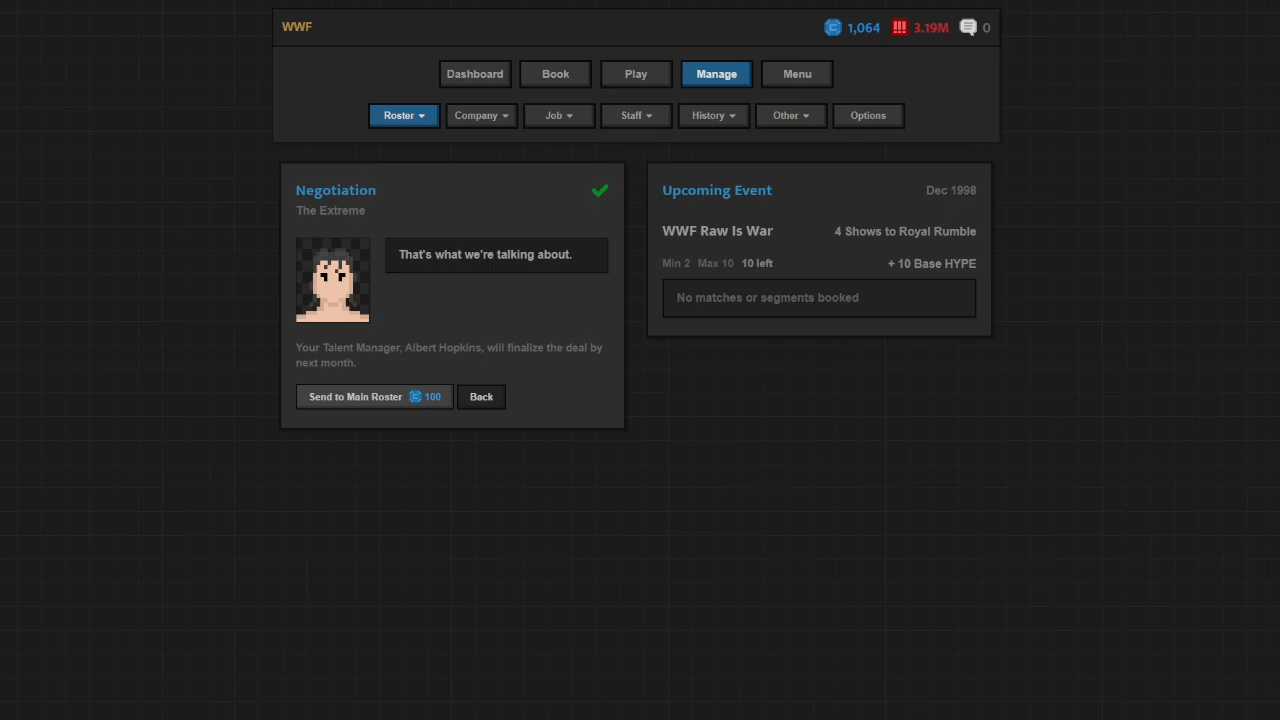 WWF
1,064
3.19M
0
Dashboard
Book
Play
Manage
Menu
Roster
Company
Job
Staff
History
Other
Options
Negotiation
The Extreme
That's what we're talking about.
Your Talent Manager, Albert Hopkins, will finalize the deal by
next month.
Send to Main Roster 100
Back
Upcoming Event
Dec 1998
WWF Raw Is War
4 Shows to Royal Rumble
Min 2 Max 10 10 left
+ 10 Base HYPE
No matches or segments booked